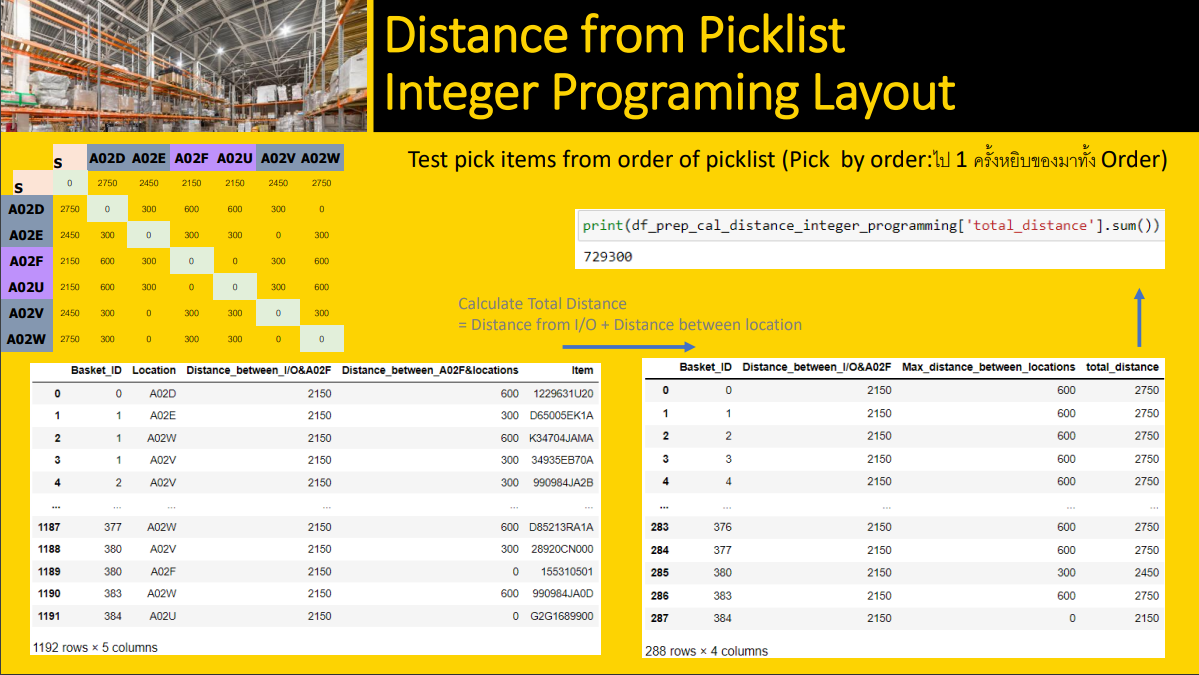 Distance from Picklist
Integer Programing Layout
S A02D A02E A02F A02U A02V A02W
S 0 2750 2450 2150 2150 2450 2750
A02D 2750 0 300 600 600 300 0
A02E 2450 300 0 300 300 0 300
A02F 2150 600 300 0 0 300 600
A02U 2150 600 300 0 0 300 600
A02V 2450 300 0 300 300 0 300
A02W 2750 300 0 300 300 0 0
Test pick items from order of picklist (Pick by order:ไป 1 ครั้งหยิบของมาทั้ง Order)
print(df_prep_cal_distance_integer_programming['total_distance'].sum())
729300
Calculate Total Distance
= Distance from I/O + Distance between location
Basket_ID Location Distance_between_I/O&A02F Distance_between_A02F&locations Item
0 0 A02D 2150 600 1229631U20
1 1 A02E 2150 300 D65005EK1A
2 1 A02W 2150 600 K34704JAMA
3 1 A02V 2150 300 34935EB70A
4 2 A02V 2150 300 990984JA2B
... ... ... ... ... ...
1187 377 A02W 2150 600 D85213RA1A
1188 380 A02V 2150 300 28920CN000
1189 380 A02F 2150 0 155310501
1190 383 A02W 2150 600 990984JA0D
1191 384 A02U 2150 0 G2G1689900
1192 rows × 5 columns
Basket_ID Distance_between_I/O&A02F Max_distance_between_locations total_distance
0 0 2150 600 2750
1 1 2150 600 2750
2 2 2150 600 2750
3 3 2150 600 2750
4 4 2150 600 2750
... ... ... ... ...
283 376 2150 600 2750
284 377 2150 600 2750
285 380 2150 300 2450
286 383 2150 600 2750
287 384 2150 0 2150
288 rows × 4 columns